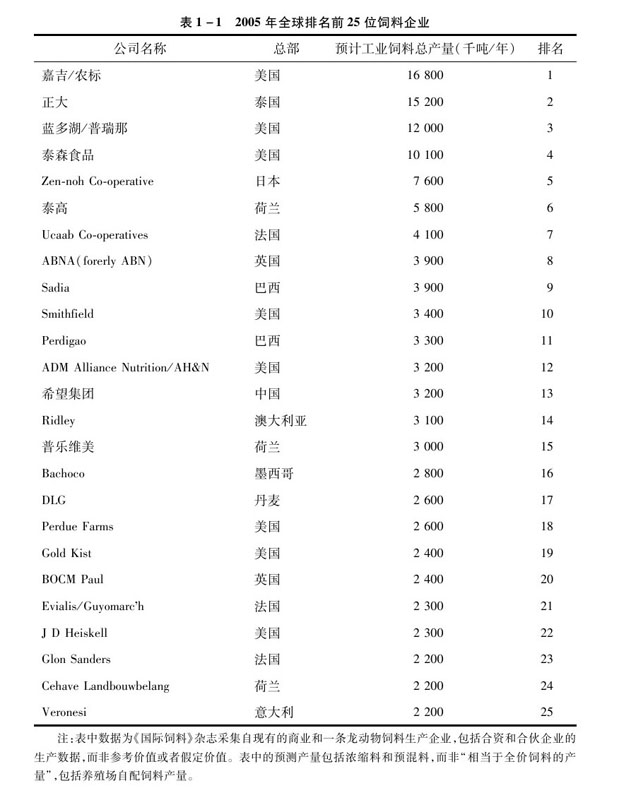 表 1-1 2005 年全球排名前 25 位饲料企业
公司名称 总部 预计工业饲料总产量(千吨/年) 排名
嘉吉/农标 美国 16 800 1
正大 泰国 15 200 2
蓝多湖/普瑞那 美国 12 000 3
泰森食品 美国 10 100 4
Zen-noh Co-operative 日本 7 600 5
泰高 荷兰 5 800 6
Ucaab Co-operatives 法国 4 100 7
ABNA(forerly ABN) 英国 3 900 8
Sadia 巴西 3 900 9
Smithfield 美国 3 400 10
Perdigao 巴西 3 300 11
ADM Alliance Nutrition/AH&N 美国 3 200 12
希望集团 中国 3 200 13
Ridley 澳大利亚 3 100 14
普乐维美 荷兰 3 000 15
Bachoco 墨西哥 2 800 16
DLG 丹麦 2 600 17
Perdue Farms 美国 2 600 18
Gold Kist 美国 2 400 19
BOCM Paul 英国 2 400 20
Evialis/Guyomarc'h 法国 2 300 21
J D Heiskell 美国 2 300 22
Glon Sanders 法国 2 200 23
Cehave Landbouwbelang 荷兰 2 200 24
Veronesi 意大利 2 200 25
注:表中数据为《国际饲料》杂志采集自现有的商业和一条龙动物饲料生产企业,包括合资和合伙企业的
生产数据,而非参考价值或者假定价值。表中的预测产量包括浓缩料和预混料,而非“相当于全价饲料的产
量”,包括养殖场自配饲料产量。